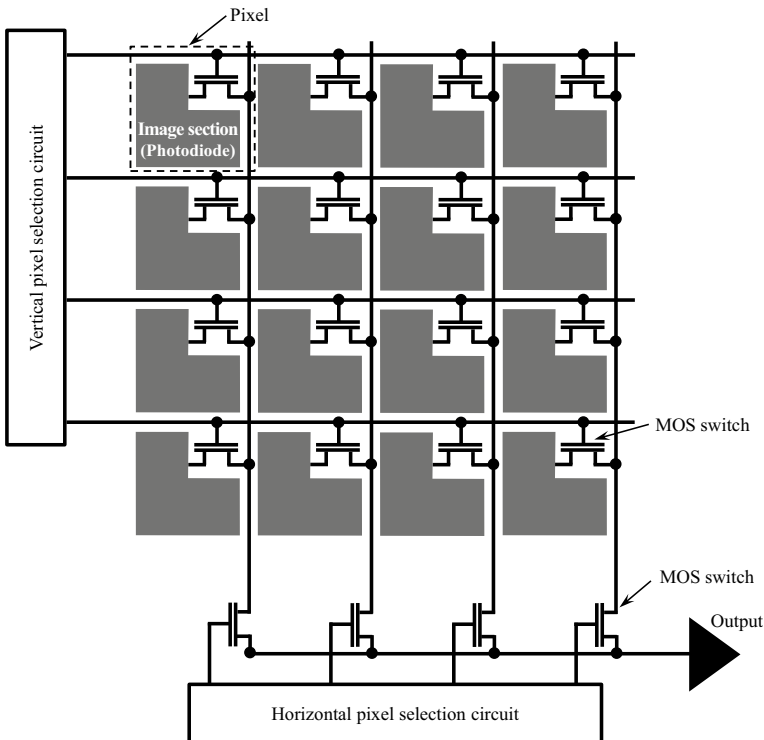 Pixel
Image section
(Photodiode)
Vertical pixel selection circuit
MOS switch
MOS switch
Output
Horizontal pixel selection circuit